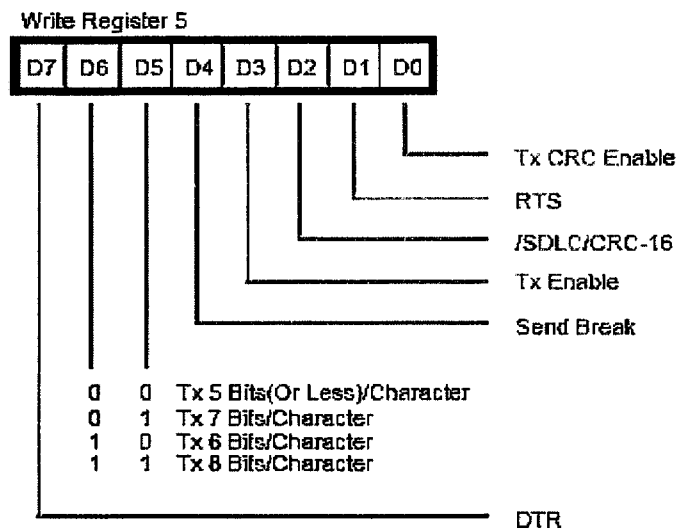 Write Register 5
D7 D6 D5 D4 D3 D2 D1 D0
Tx CRC Enable
RTS
/SDLC/CRC-16
Tx Enable
Send Break
0 0 Tx 5 Bits(Or Less)/Character
0 1 Tx 7 Bits/Character
1 0 Tx 6 Bits/Character
1 1 Tx 8 Bits/Character
DTR